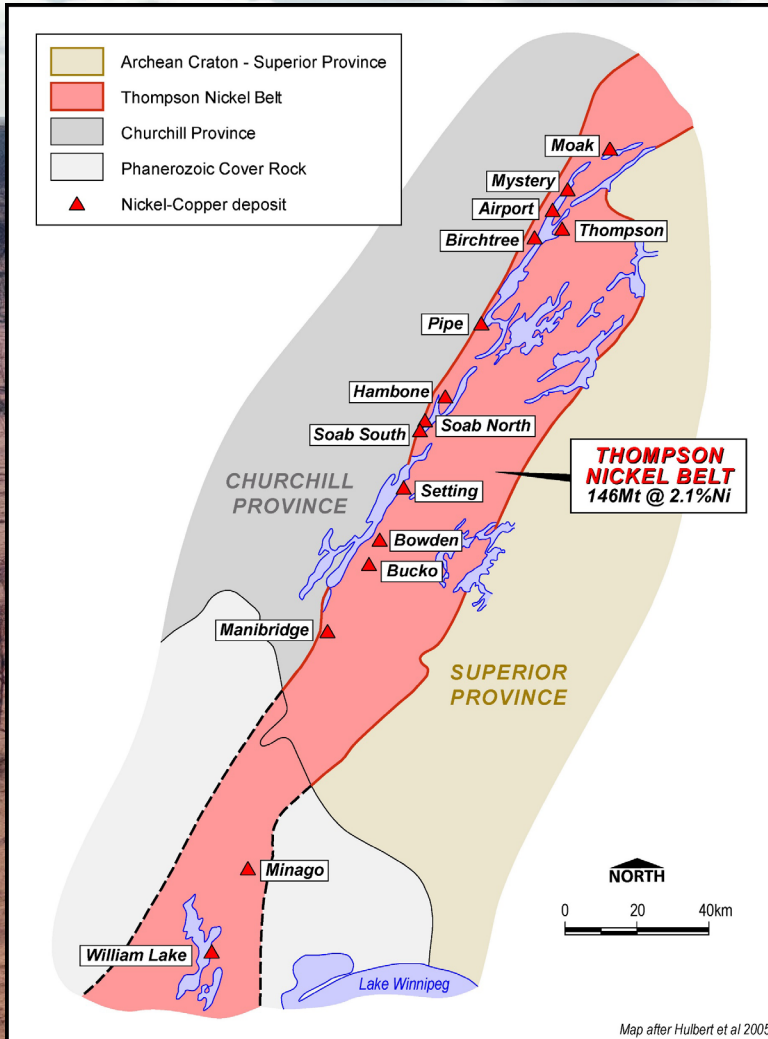 Archean Craton - Superior Province
Thompson Nickel Belt
Churchill Province
Phanerozoic Cover Rock
Nickel-Copper deposit
Moak
Mystery
Airport
Birchtree
Thompson
Pipe
Hambone
Soab North
Soab South
THOMPSON
NICKEL BELT
146Mt @ 2.1%Ni
CHURCHILL
PROVINCE
Setting
Bowden
Bucko
Manibridge
SUPERIOR
PROVINCE
Minago
NORTH
0 20 40km
William Lake
Lake Winnipeg
Map after Hulbert et al 2005